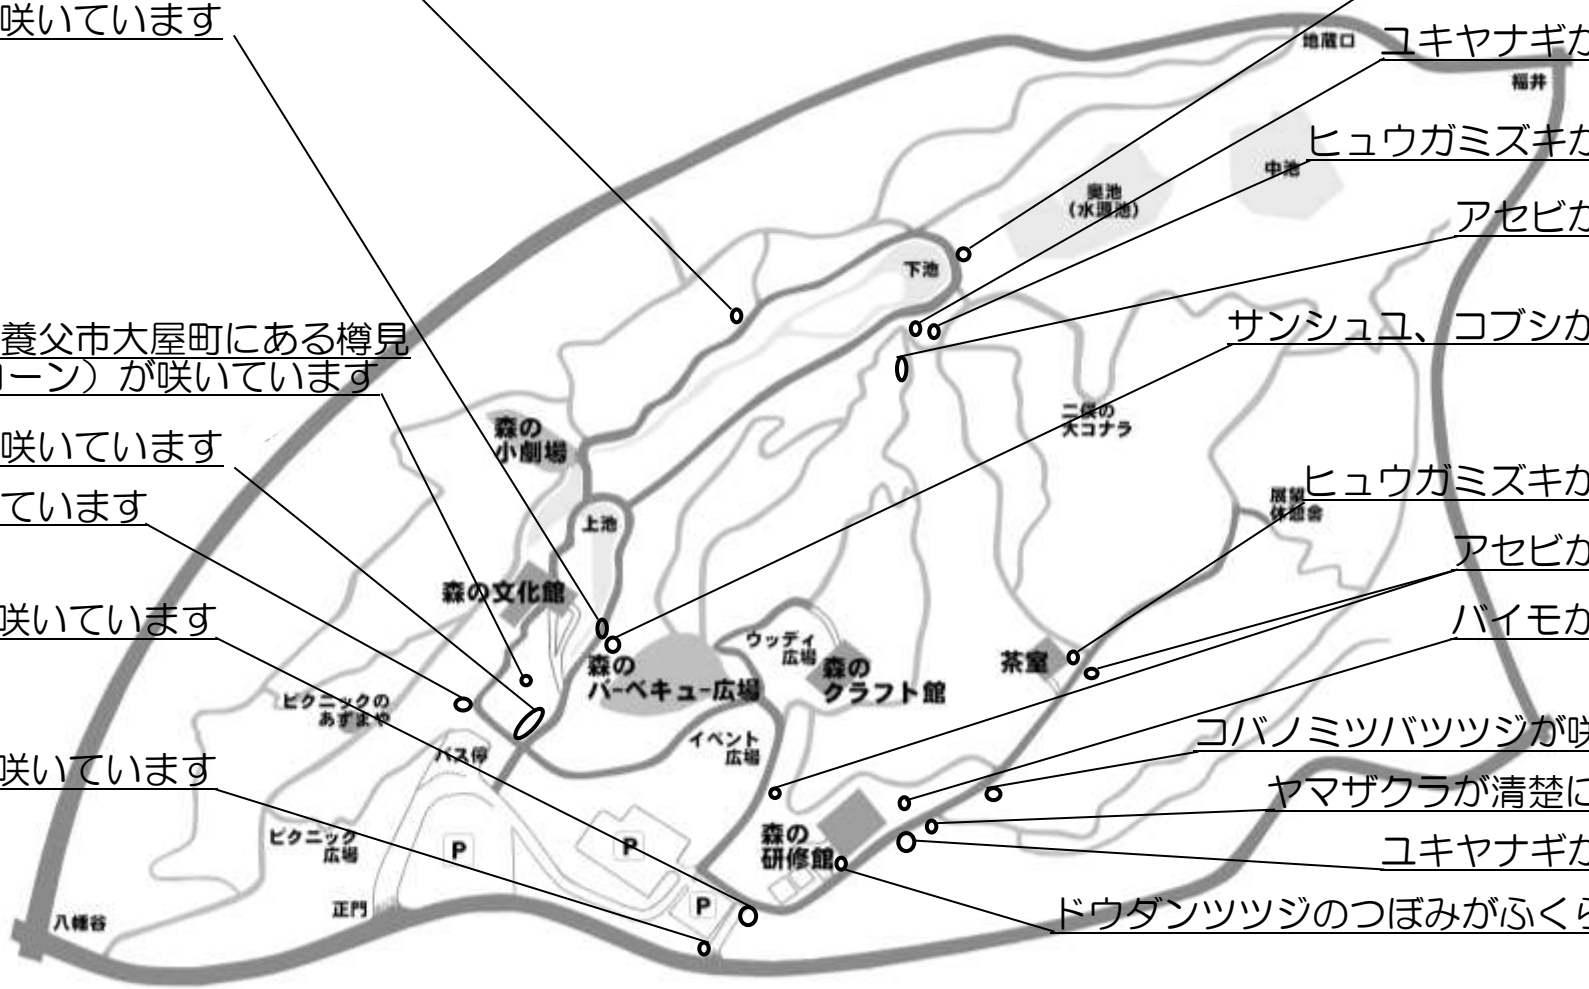 咲いています
ユキヤナギが
地蔵口
福井
ヒュウガミズキが
中池
奥池
(水源池)
アセビが
下池
サンシュユ、コブシが
養父市大屋町にある樽見
ローン）が咲いています
二俣の
大コナラ
森の
小劇場
咲いています
ヒュウガミズキが
展望
休憩舎
ています
上池
アセビが
森の文化館
咲いています
バイモが
ウッディ
広場
茶室
森の
バーベキュー広場
森の
クラフト館
ピクニックの
あずまや
イベント
広場
コバノミツバツツジが咲
バス停
咲いています
ヤマザクラが清楚に
ピクニック
広場
P
P
森の
研修館
ユキヤナギが
正門
P
ドウダンツツジのつぼみがふくら
八幡谷